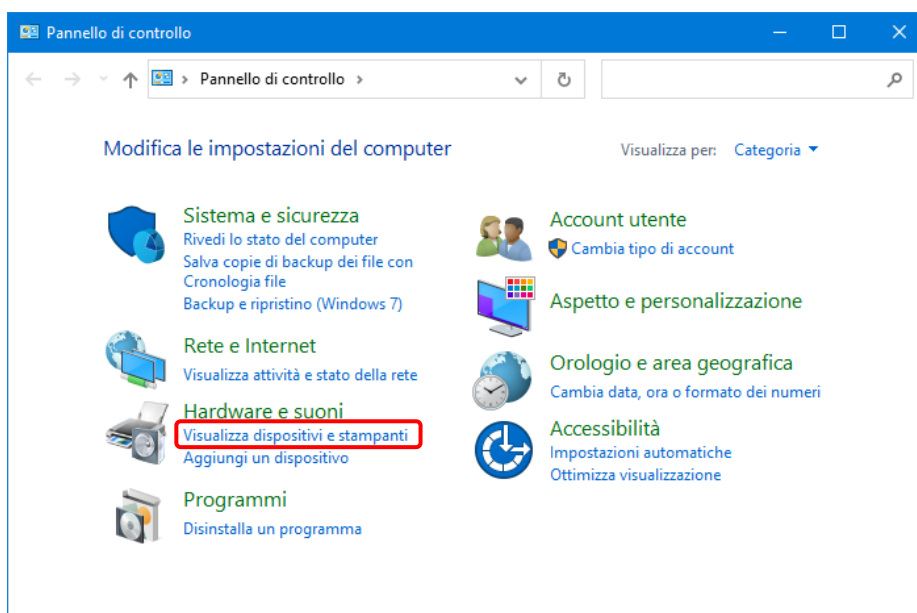 Pannello di controllo
Pannello di controllo
Modifica le impostazioni del computer
Visualizza per: Categoria
Sistema e sicurezza
Rivedi lo stato del computer
Salva copie di backup dei file con
Cronologia file
Backup e ripristino (Windows 7)
Rete e Internet
Visualizza attività e stato della rete
Hardware e suoni
Visualizza dispositivi e stampanti
Aggiungi un dispositivo
Programmi
Disinstalla un programma
Account utente
Cambia tipo di account
Aspetto e personalizzazione
Orologio e area geografica
Cambia data, ora o formato dei numeri
Accessibilità
Impostazioni automatiche
Ottimizza visualizzazione